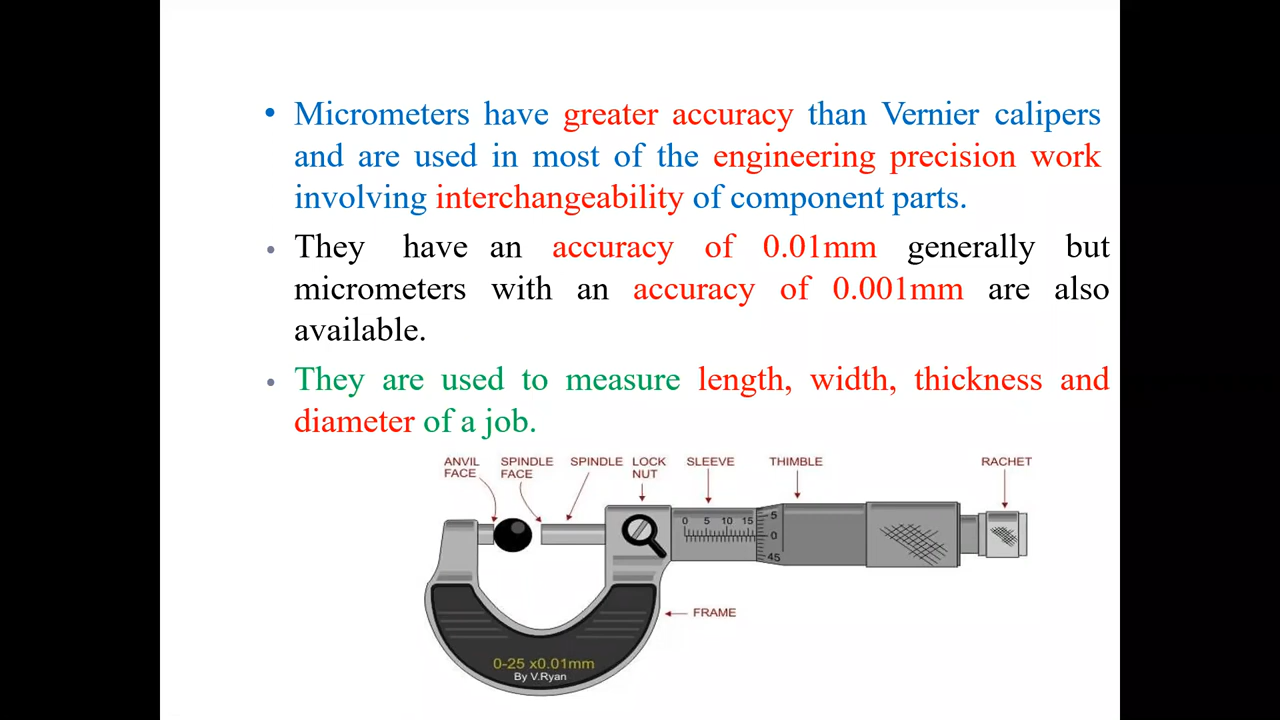 • Micrometers have greater accuracy than Vernier calipers
and are used in most of the engineering precision work
involving interchangeability of component parts.
• They have an accuracy of 0.01mm generally but
micrometers with an accuracy of 0.001mm are also
available.
• They are used to measure length, width, thickness and
diameter of a job.
ANVIL FACE
SPINDLE FACE
SPINDLE
LOCK NUT
SLEEVE
THIMBLE
RACHET
0 5 10 15
5
0
45
FRAME
0-25 x0.01mm
By V.Ryan